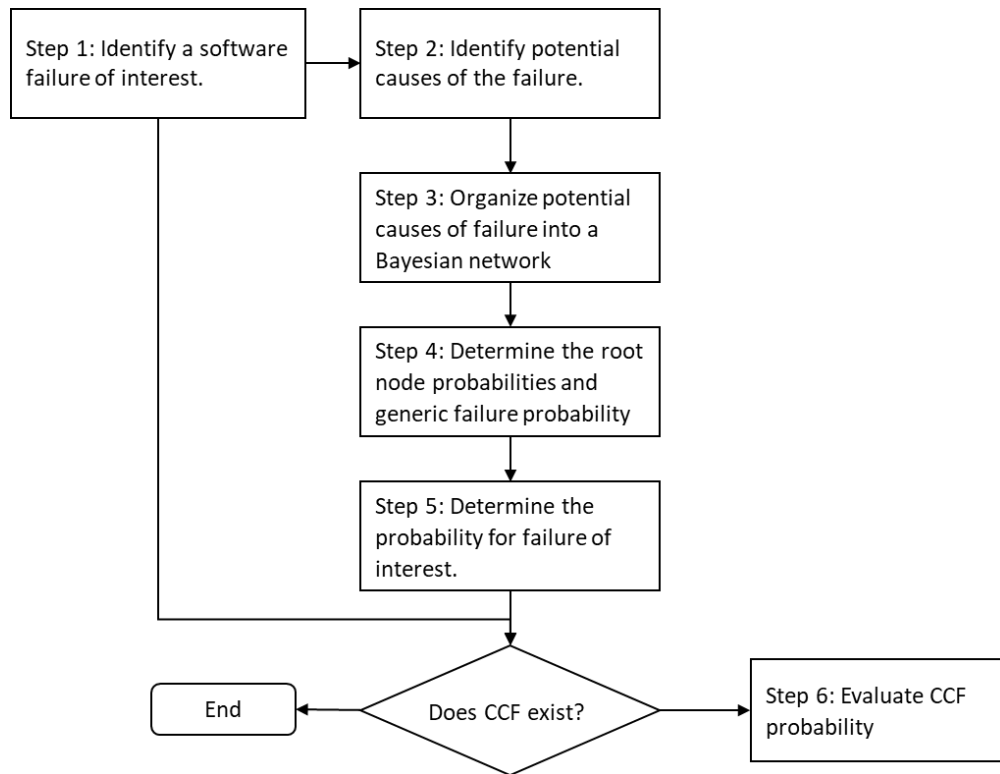 Step 1: Identify a software
failure of interest.
Step 2: Identify potential
causes of the failure.
Step 3: Organize potential
causes of failure into a
Bayesian network
Step 4: Determine the root
node probabilities and
generic failure probability
Step 5: Determine the
probability for failure of
interest.
Does CCF exist?
End
Step 6: Evaluate CCF
probability